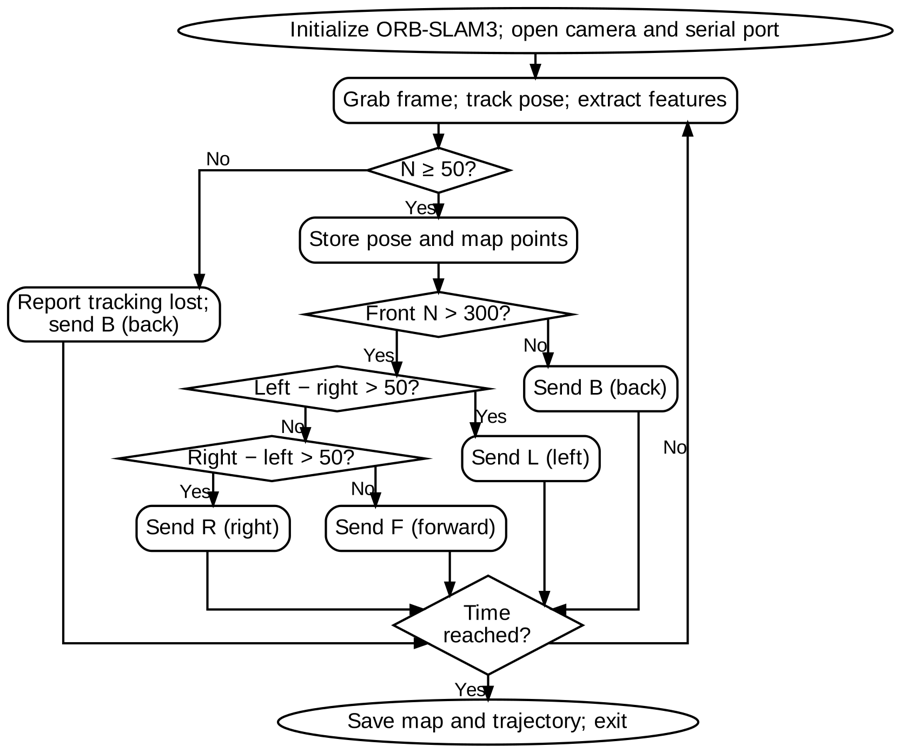 Initialize ORB-SLAM3; open camera and serial port
Grab frame; track pose; extract features
No
N ≥ 50?
Yes
Store pose and map points
Report tracking lost;
send B (back)
Front N > 300?
Yes
No
Left − right > 50?
Send B (back)
No
Yes
Right − left > 50?
Send L (left)
No
Yes
No
Send R (right)
Send F (forward)
Time
reached?
Yes
Save map and trajectory; exit